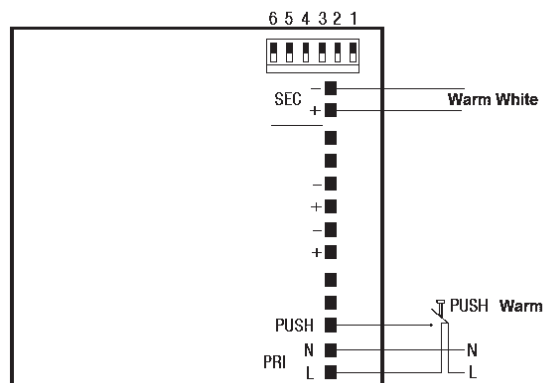 6 5 4 3 2 1
SEC −
+
Warm White
−
+
−
+
PUSH
PUSH Warm
PRI N
N
L
L